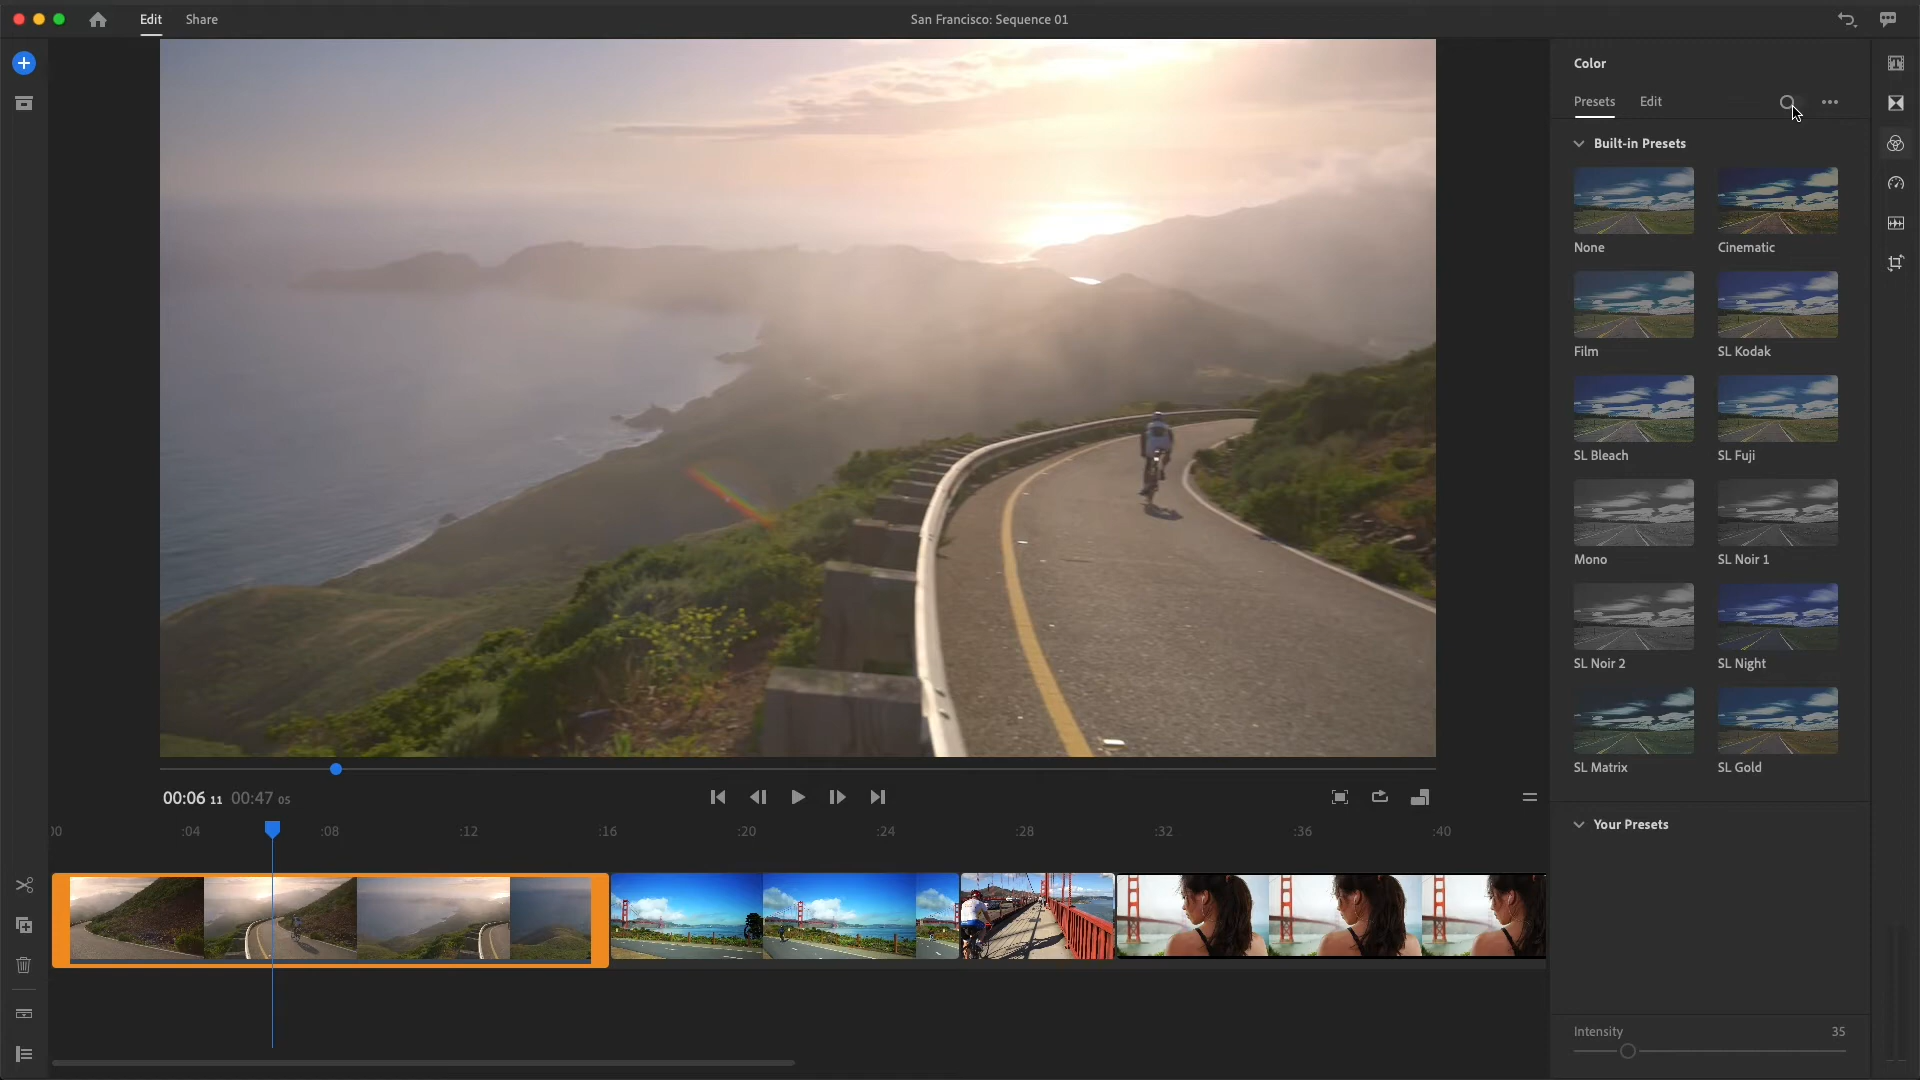 Edit Share San Francisco: Sequence 01
Color
Presets Edit
Built-in Presets
None Cinematic
Film SL Kodak
SL Bleach SL Fuji
Mono SL Noir 1
SL Noir 2 SL Night
SL Matrix SL Gold
00:06 11 00:47 05
:00 :04 :08 :12 :16 :20 :24 :28 :32 :36 :40
Your Presets
Intensity 35